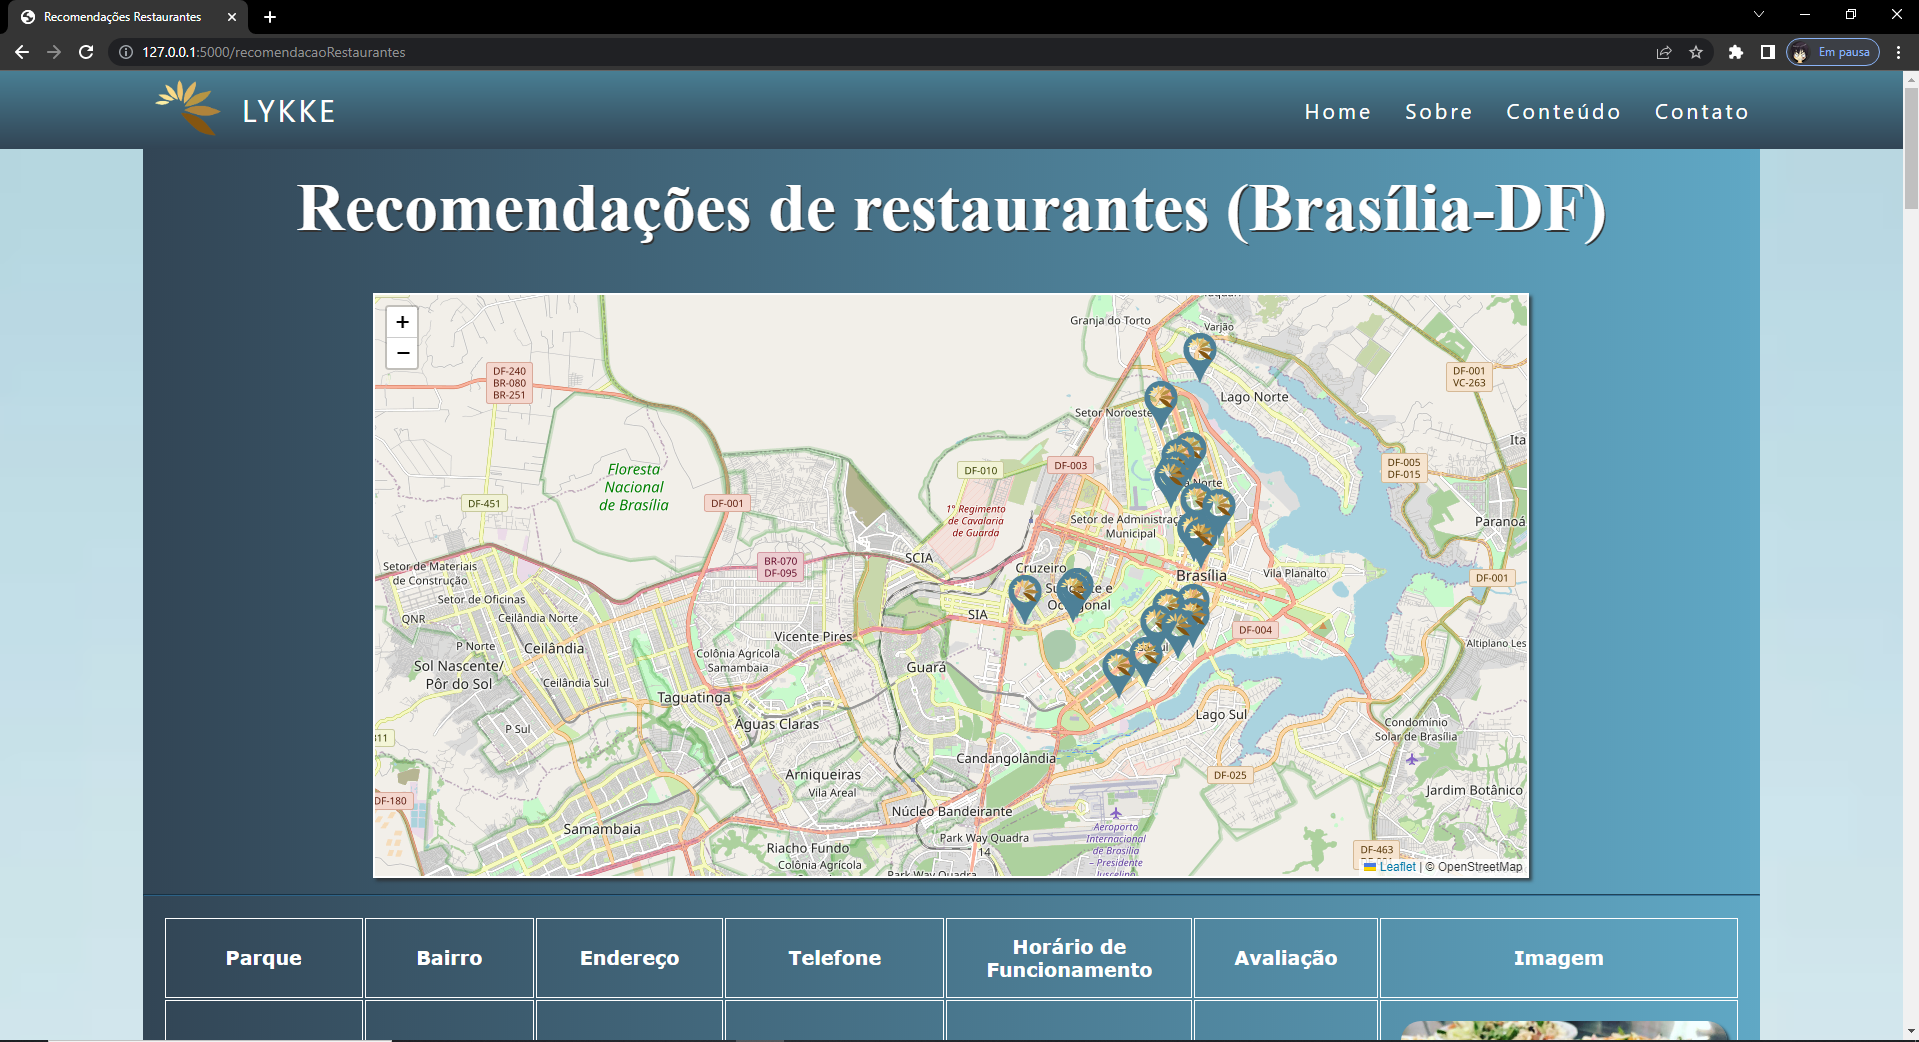 Recomendações Restaurantes
127.0.0.1:5000/recomendacaoRestaurantes
Em pausa
LYKKE
Home Sobre Conteúdo Contato
Recomendações de restaurantes (Brasília-DF)
+
−
Granja do Torto
Varjão
DF-240
BR-080
BR-251
DF-001
VC-263
Lago Norte
Setor Noroeste
Floresta
Nacional
de Brasília
DF-010
DF-003
DF-005
DF-015
DF-451
DF-001
1º Regimento
de Cavalaria
de Guarda
Setor de Administraç
Municipal
Paranoá
SCIA
BR-070
DF-095
Setor de Materiais
de Construção
Cruzeiro
Brasília
Vila Planalto
DF-001
Setor de Oficinas
QNR
Ceilândia Norte
SIA
Vicente Pires
DF-004
P Norte
Ceilândia
Colônia Agrícola
Samambaia
Altiplano Les
Sol Nascente/
Pôr do Sol
Guará
Ceilândia Sul
Taguatinga
Águas Claras
Lago Sul
P Sul
Condomínio
Solar de Brasília
Candangolândia
Arniqueiras
Vila Areal
DF-025
Jardim Botânico
DF-180
Núcleo Bandeirante
Samambaia
Park Way Quadra
14
Aeroporto
Internacional
de Brasília
– Presidente
Juscelino
Riacho Fundo
Colônia Agrícola
Park Way Quadra
DF-463
Leaflet | © OpenStreetMap
Parque Bairro Endereço Telefone Horário de Funcionamento Avaliação Imagem